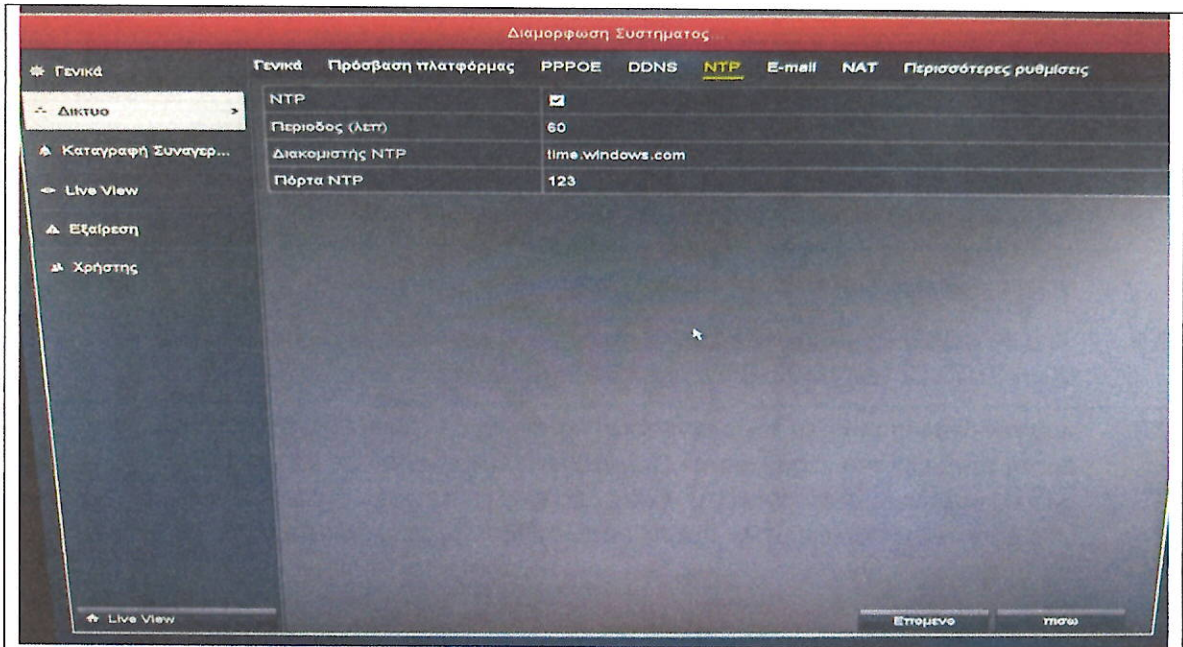 Διαμορφωση Συστηματος...
Γενικά
Γενικά Πρόσβαση πλατφόρμας PPPOE DDNS NTP E-mail NAT Περισσότερες ρυθμίσεις
Δικτυο >
NTP
Περιοδος (λεπ) 60
Καταγραφή Συναγερ...
Διακομιστής NTP time.windows.com
Live View
Πόρτα NTP 123
Εξαίρεση
Χρήστης
Live View
Επομενο πισω